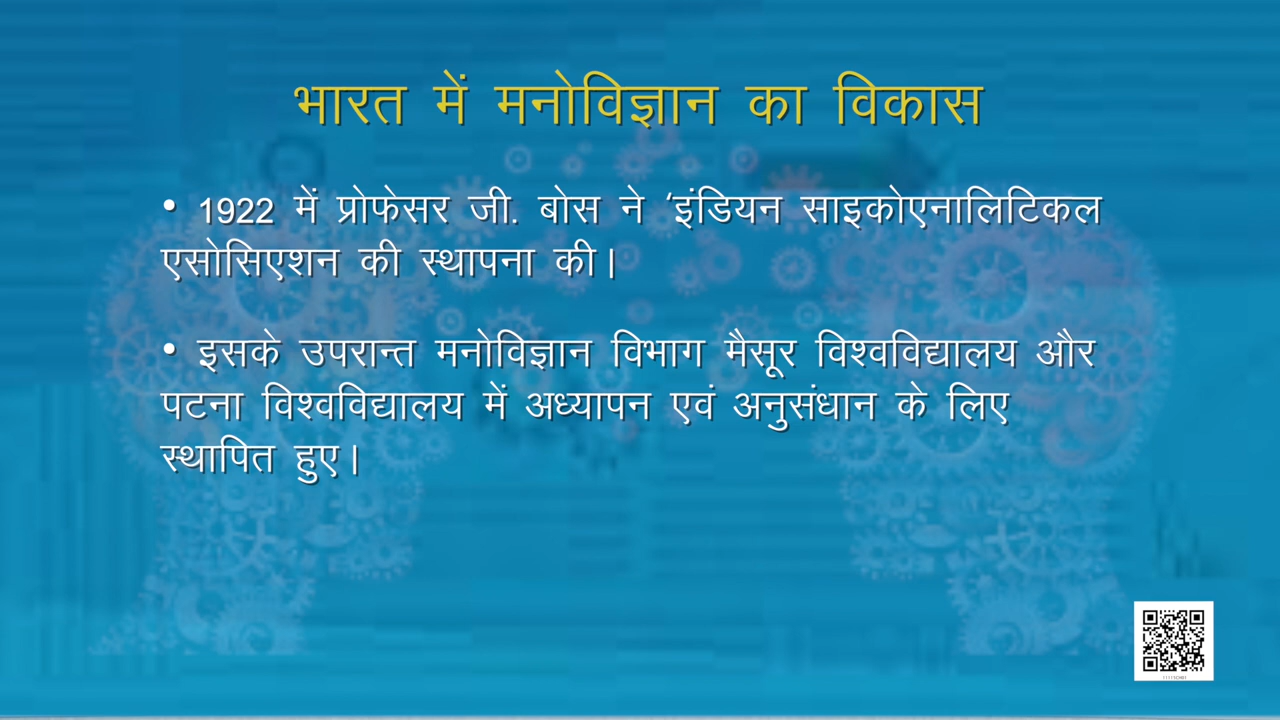 भारत में मनोविज्ञान का विकास
• 1922 में प्रोफेसर जी. बोस ने ‘इंडियन साइकोएनालिटिकल
एसोसिएशन की स्थापना की।
• इसके उपरान्त मनोविज्ञान विभाग मैसूर विश्वविद्यालय और
पटना विश्वविद्यालय में अध्यापन एवं अनुसंधान के लिए
स्थापित हुए।